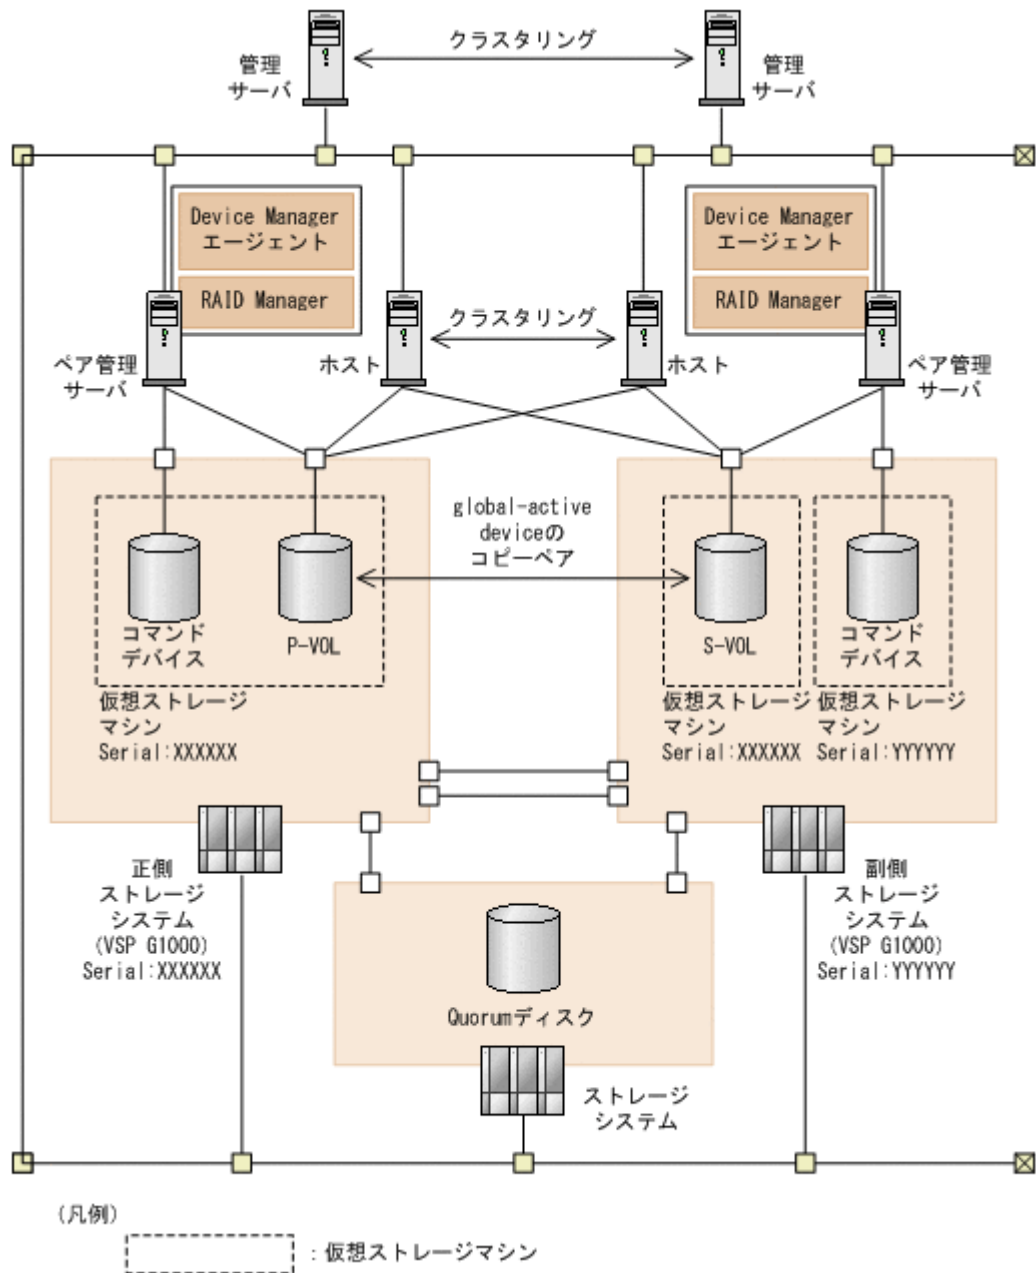 クラスタリング
管理
サーバ
管理
サーバ
Device Manager
エージェント
RAID Manager
Device Manager
エージェント
RAID Manager
クラスタリング
ペア管理
サーバ
ホスト
ホスト
ペア管理
サーバ
global-active
deviceの
コピーペア
コマンド
デバイス
P-VOL
S-VOL
コマンド
デバイス
仮想ストレージ
マシン
Serial:XXXXXX
仮想ストレージ
マシン
Serial:XXXXXX
仮想ストレージ
マシン
Serial:YYYYYY
正側
ストレージ
システム
(VSP G1000)
Serial:XXXXXX
副側
ストレージ
システム
(VSP G1000)
Serial:YYYYYY
Quorumディスク
ストレージ
システム
(凡例)
:仮想ストレージマシン